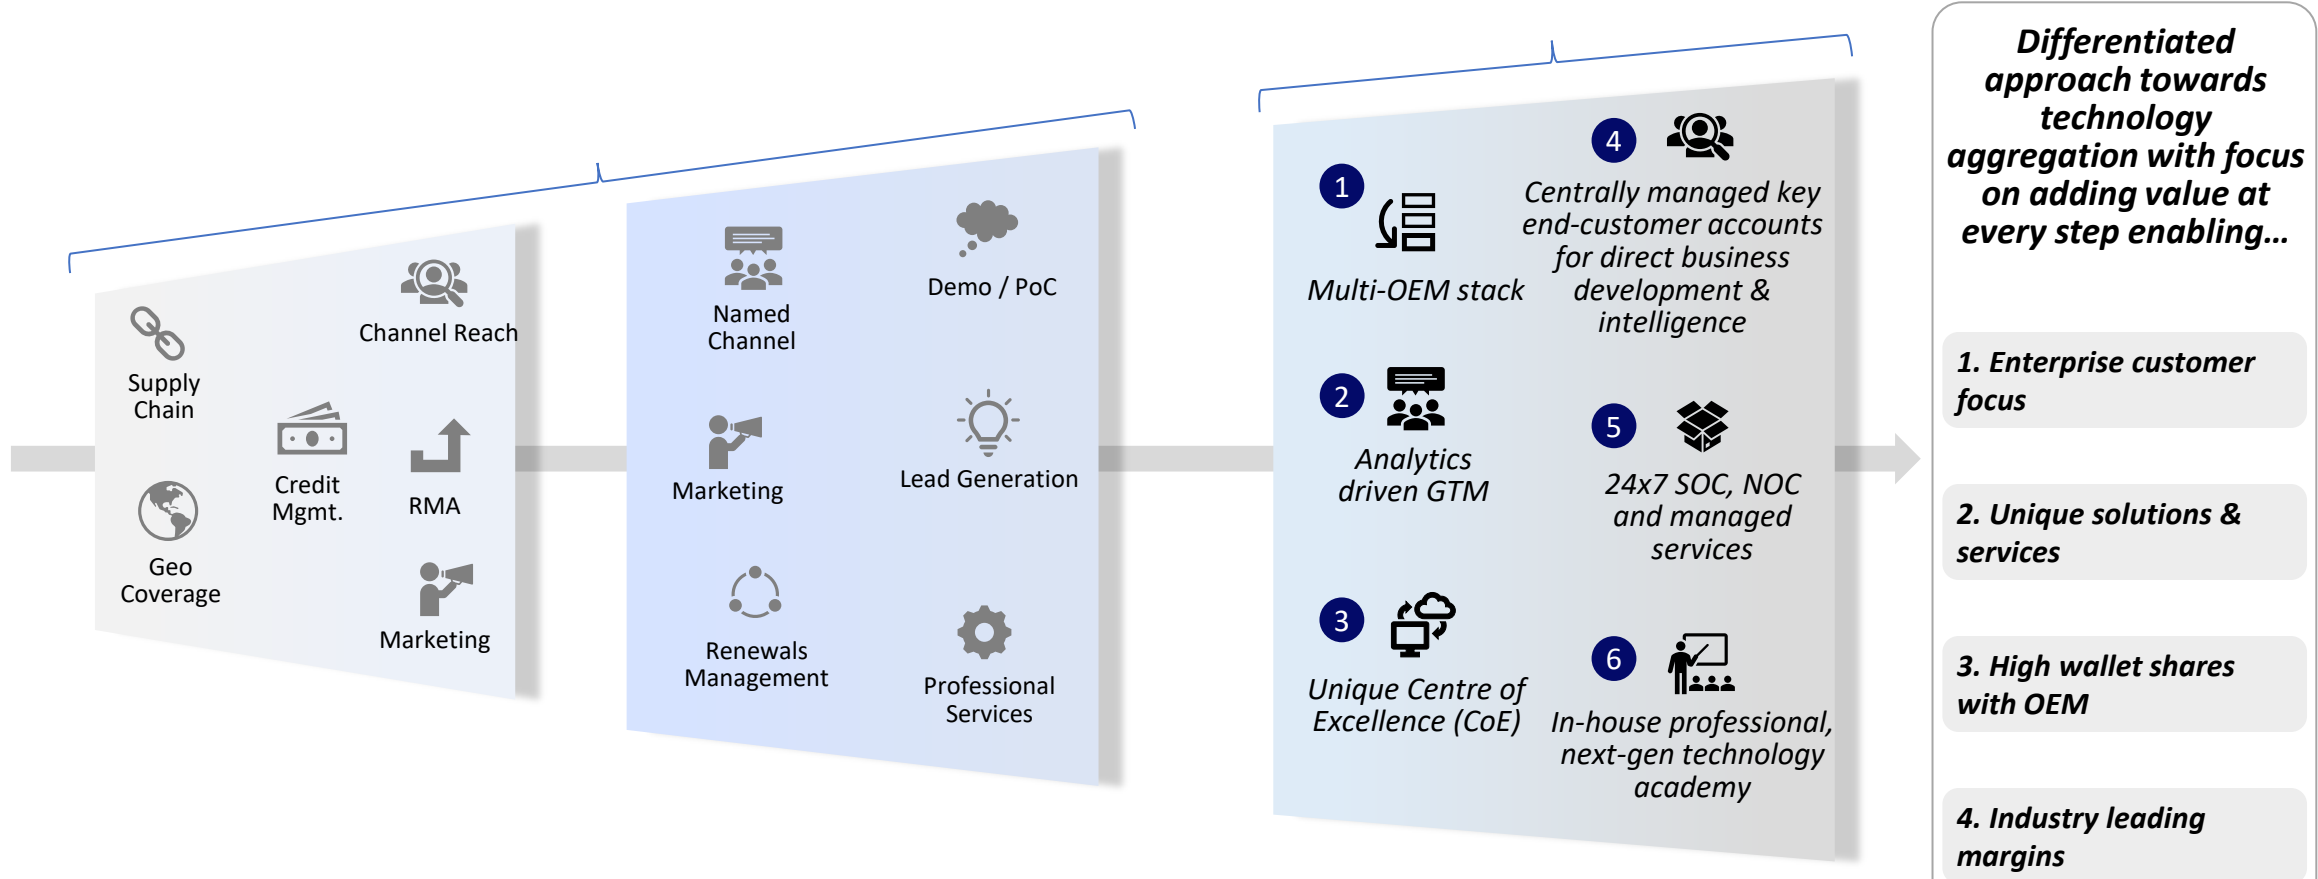 Supply
Chain
Channel Reach
Credit
Mgmt.
RMA
Geo
Coverage
Marketing
Named
Channel
Demo / PoC
Marketing
Lead Generation
Renewals
Management
Professional
Services
1
Multi-OEM stack
2
Analytics
driven GTM
3
Unique Centre of
Excellence (CoE)
4
Centrally managed key
end-customer accounts
for direct business
development &
intelligence
5
24x7 SOC, NOC
and managed
services
6
In-house professional,
next-gen technology
academy
Differentiated
approach towards
technology
aggregation with focus
on adding value at
every step enabling...
1. Enterprise customer
focus
2. Unique solutions &
services
3. High wallet shares
with OEM
4. Industry leading
margins